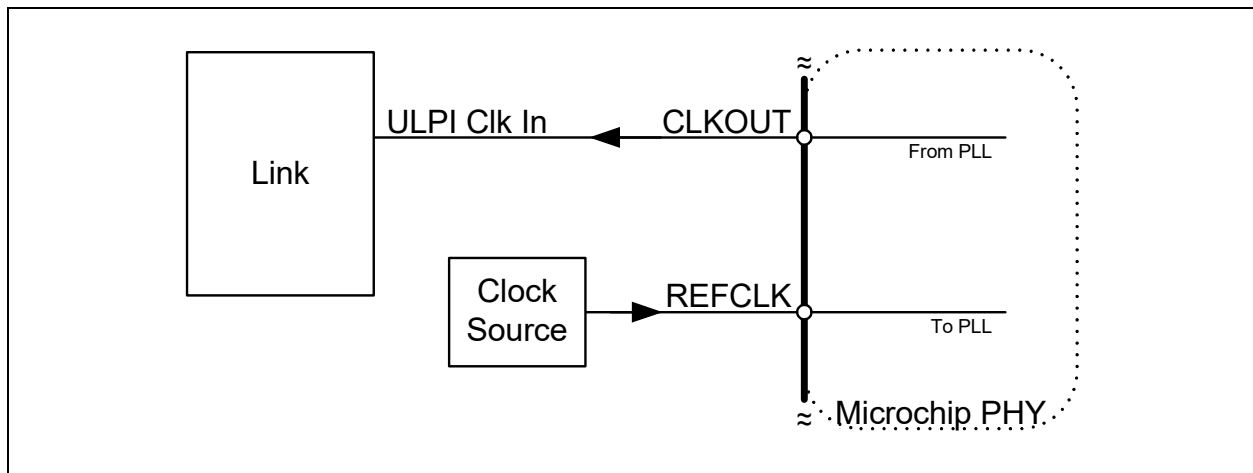 ULPI Clk In
CLKOUT
From PLL
Link
Clock
Source
REFCLK
To PLL
Microchip PHY